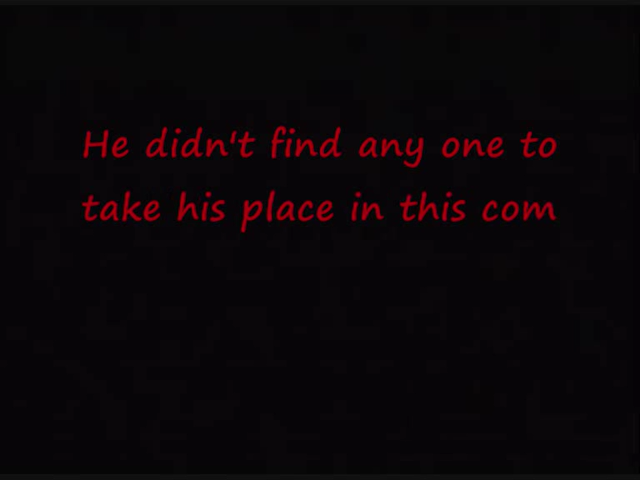 He didn't find any one to
take his place in this com